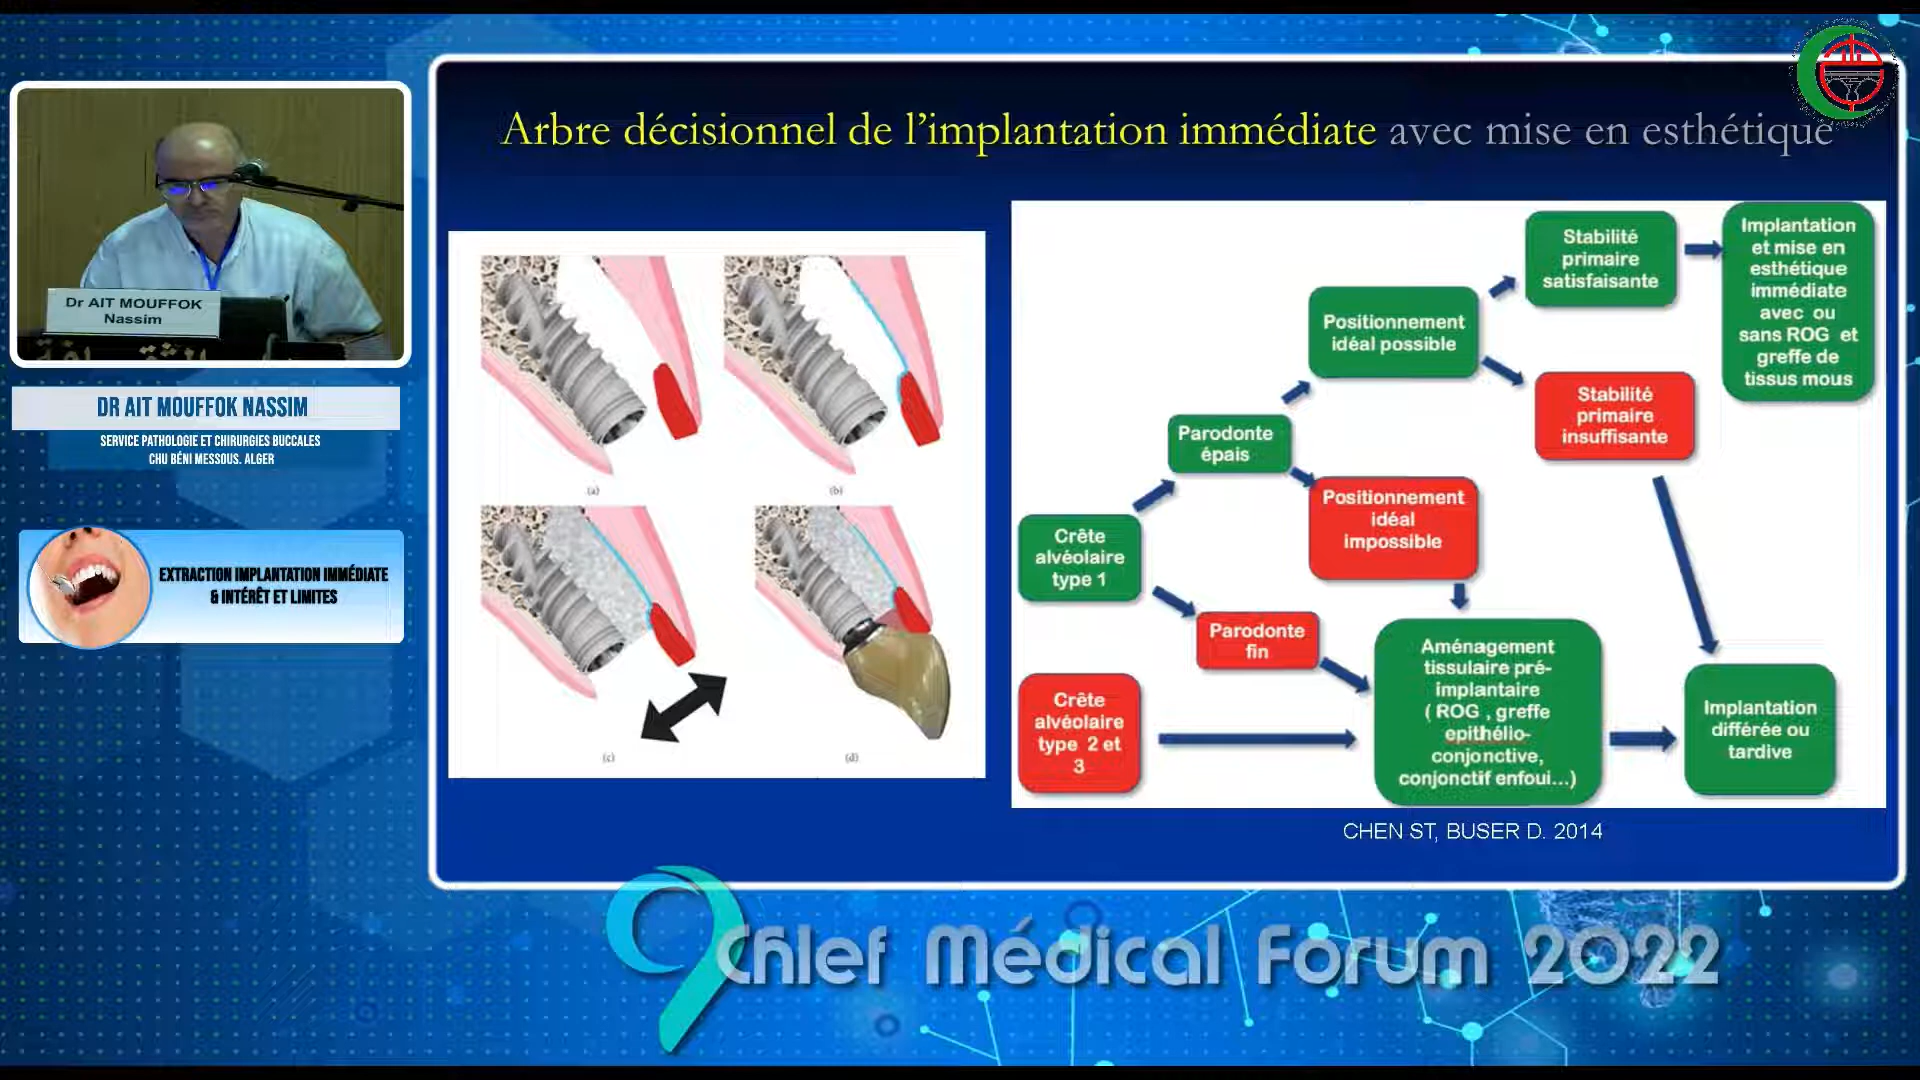 Arbre décisionnel de l’implantation immédiate avec mise en esthétique
Dr AIT MOUFFOK
Nassim
DR AIT MOUFFOK NASSIM
SERVICE PATHOLOGIE ET CHIRURGIES BUCCALES
CHU BÉNI MESSOUS. ALGER
EXTRACTION IMPLANTATION IMMÉDIATE
& INTÉRÊT ET LIMITES
(a)
(b)
(c)
(d)
Crête
alvéolaire
type 1
Parodonte
épais
Positionnement
idéal possible
Stabilité
primaire
satisfaisante
Implantation
et mise en
esthétique
immédiate
avec ou
sans ROG et
greffe de
tissus mous
Stabilité
primaire
insuffisante
Positionnement
idéal
impossible
Parodonte
fin
Crête
alvéolaire
type 2 et
3
Aménagement
tissulaire pré-
implantaire
( ROG , greffe
epithélio-
conjonctive,
conjonctif enfoui...)
Implantation
différée ou
tardive
CHEN ST, BUSER D. 2014
9 Chlef Médical Forum 2022